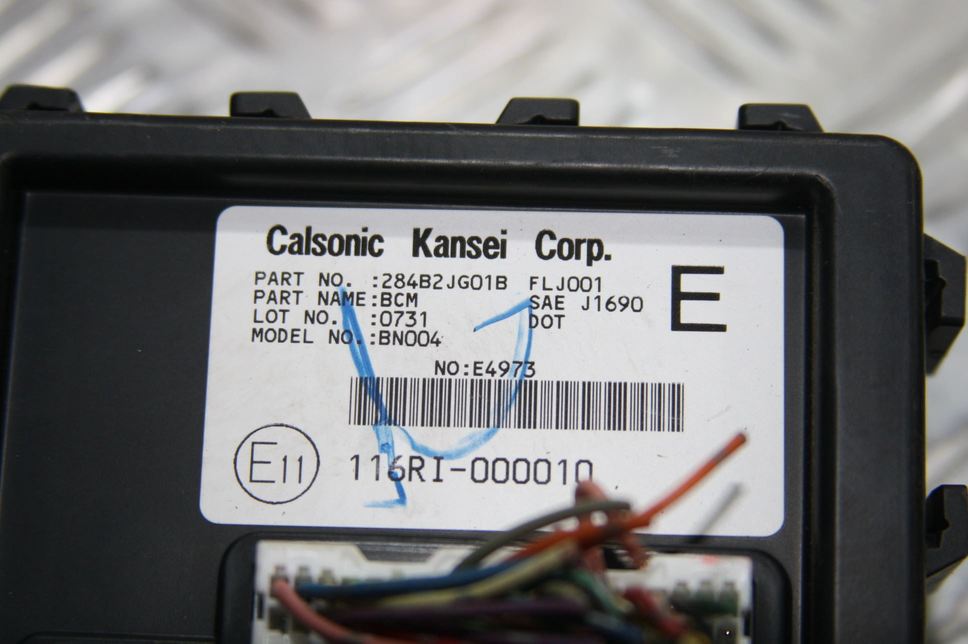 Calsonic Kansei Corp.
PART NO. :284B2JG01B FLJ001
PART NAME:BCM SAE J1690
LOT NO. :0731 DOT
MODEL NO.:BN004
E
NO:E4973
E11
116RI-000010